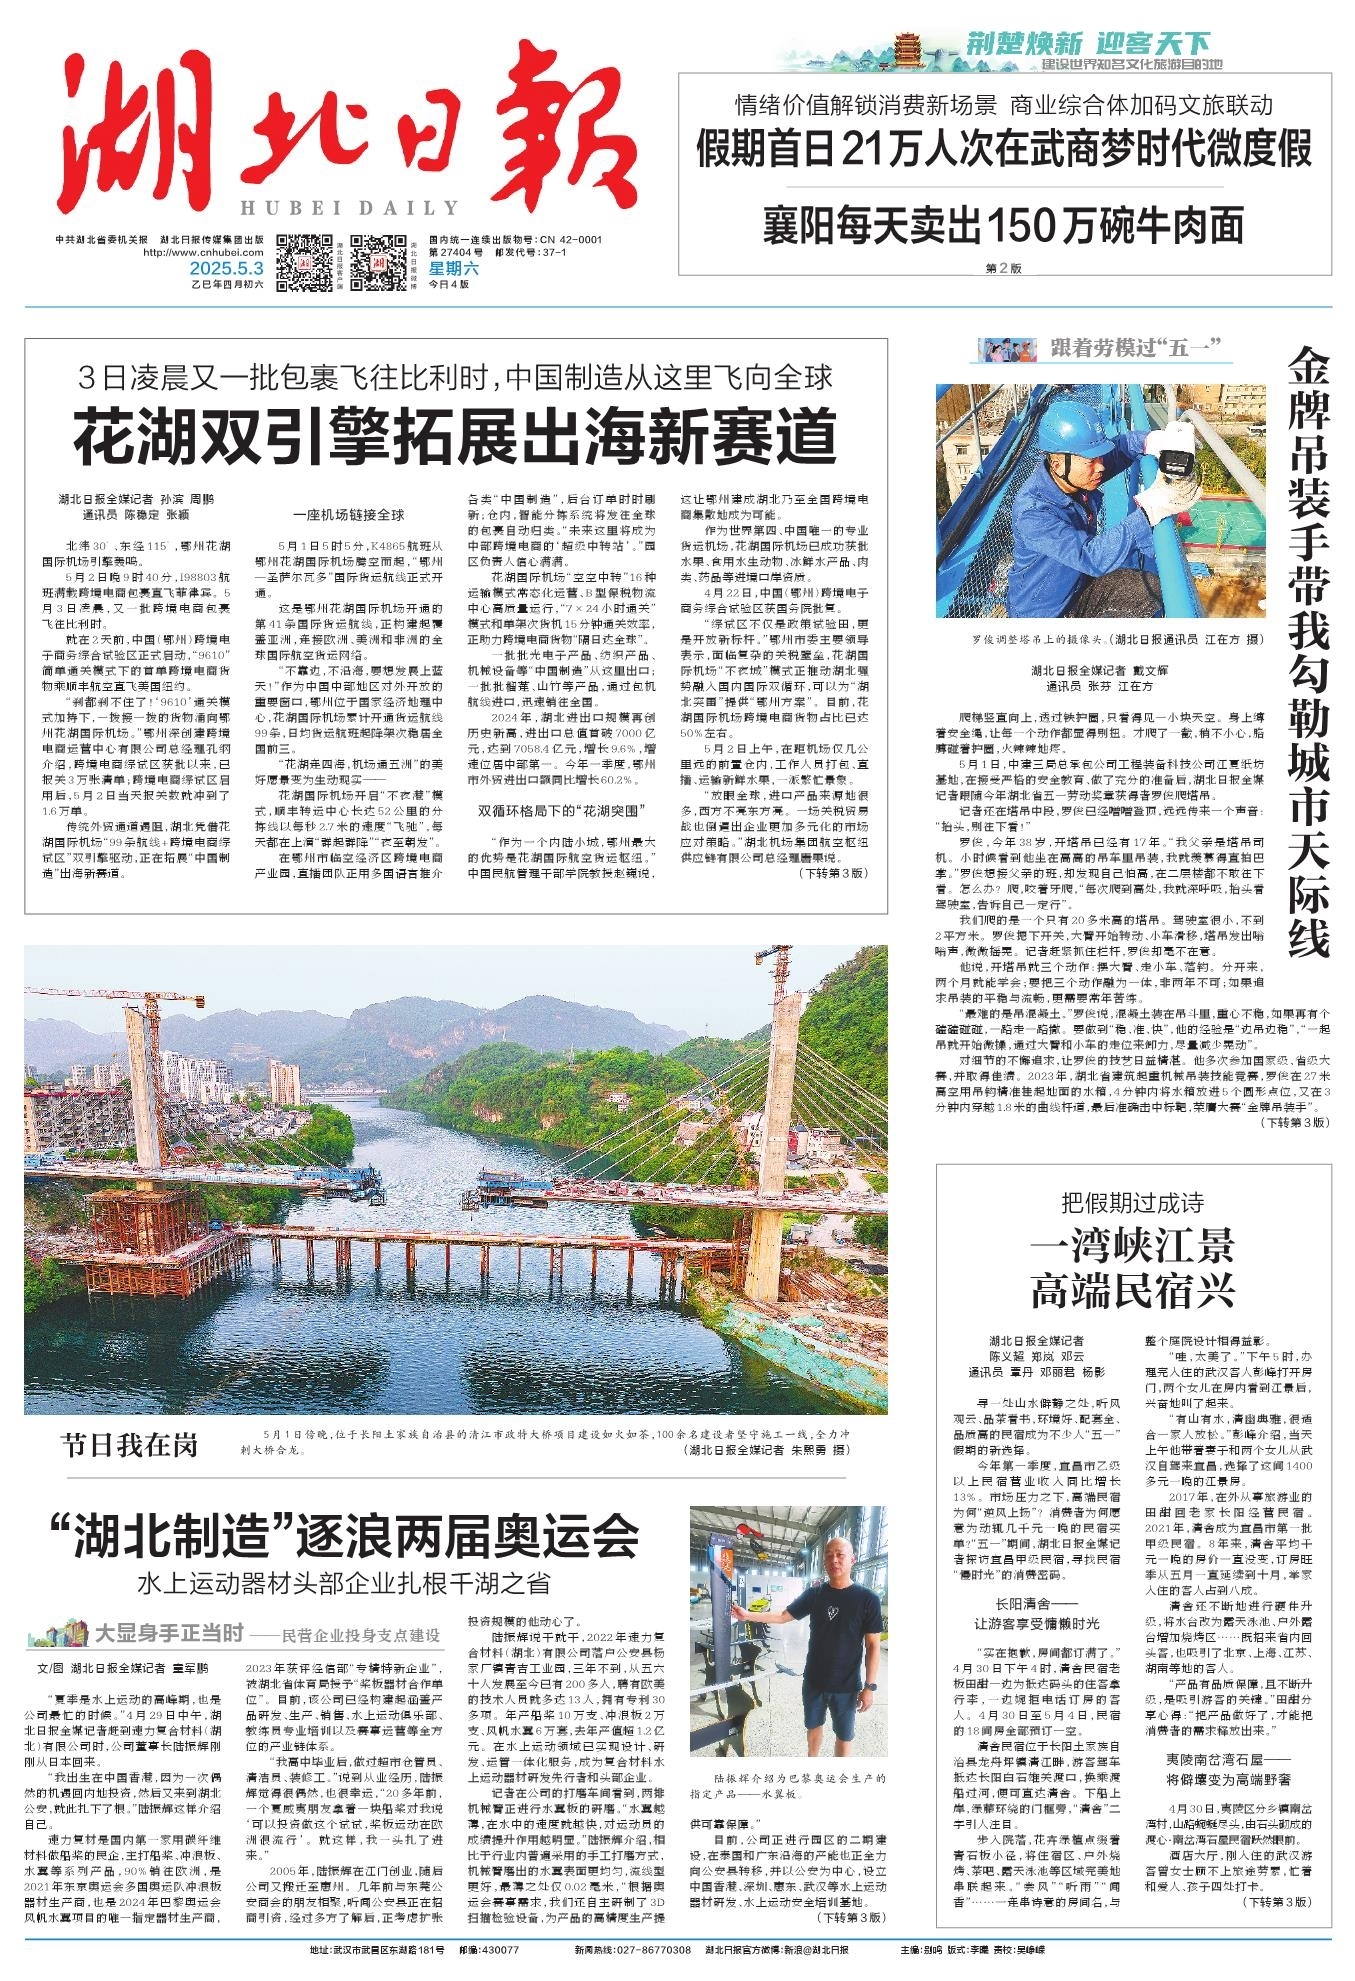 湖北日報
HUBEI DAILY
中共湖北省委机关报 湖北日报传媒集团出版
http://www.cnhubei.com
2025.5.3
乙巳年四月初六
湖北日报客户端
湖北日报微博
国内统一连续出版物号:CN 42-0001
第27404号 邮发代号:37-1
星期六
今日4版
荆楚焕新 迎客天下
建设世界知名文化旅游目的地
情绪价值解锁消费新场景 商业综合体加码文旅联动
假期首日21万人次在武商梦时代微度假
襄阳每天卖出150万碗牛肉面
第2版
3日凌晨又一批包裹飞往比利时,中国制造从这里飞向全球
花湖双引擎拓展出海新赛道
湖北日报全媒记者 孙滨 周鹏
通讯员 陈稳定 张颖
北纬30°、东经115°,鄂州花湖
国际机场引擎轰鸣。
5月2日晚9时40分,I98803航
班满载跨境电商包裹直飞菲律宾。5
月3日凌晨,又一批跨境电商包裹
飞往比利时。
就在2天前,中国(鄂州)跨境电
子商务综合试验区正式启动,“9610”
简单通关模式下的首单跨境电商货
物乘顺丰航空直飞美国纽约。
“刹都刹不住了!‘9610’通关模
式加持下,一拨接一拨的货物涌向鄂
州花湖国际机场。”鄂州深创建跨境
电商运营中心有限公司总经理孔纲
介绍,跨境电商综试区获批以来,已
报关3万张清单;跨境电商综试区启
用后,5月2日当天报关数就冲到了
1.6万单。
传统外贸通道遇阻,湖北凭借花
湖国际机场“99条航线+跨境电商综
试区”双引擎驱动,正在拓展“中国制
造”出海新赛道。
一座机场链接全球
5月1日5时5分,K4865航班从
鄂州花湖国际机场腾空而起,“鄂州
—圣萨尔瓦多”国际货运航线正式开
通。
这是鄂州花湖国际机场开通的
第41条国际货运航线,正构建起覆
盖亚洲,连接欧洲、美洲和非洲的全
球国际航空货运网络。
“不靠边,不沿海,要想发展上蓝
天!”作为中国中部地区对外开放的
重要窗口,鄂州位于国家经济地理中
心,花湖国际机场累计开通货运航线
99条,日均货运航班起降架次稳居全
国前三。
“花湖连四海,机场通五洲”的美
好愿景变为生动现实——
花湖国际机场开启“不夜港”模
式,顺丰转运中心长达52公里的分
拣线以每秒2.7米的速度“飞驰”,每
天都在上演“群起群降”“夜至朝发”。
在鄂州市临空经济区跨境电商
产业园,直播团队正用多国语言推介
各类“中国制造”,后台订单时时刷
新;仓内,智能分拣系统将发往全球
的包裹自动归类。“未来这里将成为
中部跨境电商的‘超级中转站’。”园
区负责人信心满满。
花湖国际机场“空空中转”16种
运输模式常态化运营、B型保税物流
中心高质量运行,“7×24小时通关”
模式和单架次货机15分钟通关效率,
正助力跨境电商货物“隔日达全球”。
一批批光电子产品、纺织产品、
机械设备等“中国制造”从这里出口;
一批批榴莲、山竹等产品,通过包机
航线进口,迅速销往全国。
2024年,湖北进出口规模再创
历史新高,进出口总值首破7000亿
元,达到7058.4亿元,增长9.6%,增
速位居中部第一。今年一季度,鄂州
市外贸进出口额同比增长60.2%。
双循环格局下的“花湖突围”
“作为一个内陆小城,鄂州最大
的优势是花湖国际航空货运枢纽。”
中国民航管理干部学院教授赵巍说,
这让鄂州建成湖北乃至全国跨境电
商集散地成为可能。
作为世界第四、中国唯一的专业
货运机场,花湖国际机场已成功获批
水果、食用水生动物、冰鲜水产品、肉
类、药品等进境口岸资质。
4月22日,中国(鄂州)跨境电子
商务综合试验区获国务院批复。
“综试区不仅是政策试验田,更
是开放新标杆。”鄂州市委主要领导
表示,面临复杂的关税壁垒,花湖国
际机场“不夜城”模式正推动湖北强
势融入国内国际双循环,可以为“湖
北突围”提供“鄂州方案”。目前,花
湖国际机场跨境电商货物占比已达
50%左右。
5月2日上午,在距机场仅几公
里远的前置仓内,工作人员打包、直
播、运输新鲜水果,一派繁忙景象。
“放眼全球,进口产品来源地很
多,西方不亮东方亮。一场关税贸易
战也倒逼出企业更加多元化的市场
应对策略。”湖北机场集团航空枢纽
供应链有限公司总经理唐果说。
(下转第3版)
跟着劳模过“五一”
金牌吊装手带我勾勒城市天际线
罗俊调整塔吊上的摄像头。(湖北日报通讯员 江在方 摄)
湖北日报全媒记者 戴文辉
通讯员 张芬 江在方
爬梯竖直向上,透过铁护圈,只看得见一小块天空。身上缚
着安全绳,让每一个动作都显得别扭。才爬了一截,稍不小心,胳
膊碰着护圈,火辣辣地疼。
5月1日,中建三局总承包公司工程装备科技公司江夏纸坊
基地,在接受严格的安全教育、做了充分的准备后,湖北日报全媒
记者跟随今年湖北省五一劳动奖章获得者罗俊爬塔吊。
记者还在塔吊中段,罗俊已经噌噌登顶,远远传来一个声音:
“抬头,别往下看!”
罗俊,今年38岁,开塔吊已经有17年。“我父亲是塔吊司
机。小时候看到他坐在高高的吊车里吊装,我就羡慕得直拍巴
掌。”罗俊想接父亲的班,却发现自己怕高,在二层楼都不敢往下
看。怎么办?爬,咬着牙爬,“每次爬到高处,我就深呼吸,抬头看
驾驶室,告诉自己一定行”。
我们爬的是一个只有20多米高的塔吊。驾驶室很小,不到
2平方米。罗俊摁下开关,大臂开始转动、小车滑移,塔吊发出嗡
嗡声,微微摇晃。记者赶紧抓住栏杆,罗俊却毫不在意。
他说,开塔吊就三个动作:摆大臂、走小车、落钩。分开来,
两个月就能学会;要把三个动作融为一体,非两年不可;如果追
求吊装的平稳与流畅,更需要常年苦练。
“最难的是吊混凝土。”罗俊说,混凝土装在吊斗里,重心不稳,如果再有个
磕磕碰碰,一路走一路撒。要做到“稳、准、快”,他的经验是“边吊边稳”,“一起
吊就开始微操,通过大臂和小车的走位来卸力,尽量减少晃动”。
对细节的不懈追求,让罗俊的技艺日益精湛。他多次参加国家级、省级大
赛,并取得佳绩。2023年,湖北省建筑起重机械吊装技能竞赛,罗俊在27米
高空用吊钩精准挂起地面的水桶,4分钟内将水桶放进5个圆形点位,又在3
分钟内穿越1.8米的曲线杆道,最后准确击中标靶,荣膺大赛“金牌吊装手”。
(下转第3版)
节日我在岗
5月1日傍晚,位于长阳土家族自治县的清江市政特大桥项目建设如火如荼,100余名建设者坚守施工一线,全力冲
刺大桥合龙。 (湖北日报全媒记者 朱熙勇 摄)
“湖北制造”逐浪两届奥运会
水上运动器材头部企业扎根千湖之省
大显身手正当时——民营企业投身支点建设
文/图 湖北日报全媒记者 童军鹏
“夏季是水上运动的高峰期,也是
公司最忙的时候。”4月29日中午,湖
北日报全媒记者赶到速力复合材料(湖
北)有限公司时,公司董事长陆振辉刚
刚从日本回来。
“我出生在中国香港,因为一次偶
然的机遇回内地投资,然后又来到湖北
公安,就此扎下了根。”陆振辉这样介绍
自己。
速力复材是国内第一家用碳纤维
材料做船桨的民企,主打船桨、冲浪板、
水翼等系列产品,90%销往欧洲,是
2021年东京奥运会多国奥运队冲浪板
器材生产商,也是2024年巴黎奥运会
风帆水翼项目的唯一指定器材生产商,
2023年获评经信部“专精特新企业”,
被湖北省体育局授予“桨板器材合作单
位”。目前,该公司已经构建起涵盖产
品研发、生产、销售、水上运动俱乐部、
教练员专业培训以及赛事运营等全方
位的产业链体系。
“我高中毕业后,做过超市仓管员、
清洁员、装修工。”说到从业经历,陆振
辉觉得很偶然,也很幸运,“20多年前,
一个夏威夷朋友拿着一块船桨对我说
‘可以投资做这个试试,桨板运动在欧
洲很流行’。就这样,我一头扎了进
来。”
2005年,陆振辉在江门创业,随后
公司又搬迁至惠州。几年前与东莞公
安商会的朋友相聚,听闻公安县正在招
商引资,经过多方了解后,正考虑扩张
投资规模的他动心了。
陆振辉说干就干,2022年速力复
合材料(湖北)有限公司落户公安县杨
家厂镇青吉工业园,三年不到,从五六
十人发展至今已有200多人,聘有欧美
的技术人员就多达13人,拥有专利30
多项。年产船桨10万支、冲浪板2万
支、风帆水翼6万套,去年产值超1.2亿
元。在水上运动领域已实现设计、研
发、运管一体化服务,成为复合材料水
上运动器材研发先行者和头部企业。
记者在公司的打磨车间看到,两排
机械臂正进行水翼板的研磨。“水翼越
薄,在水中的速度就越快,对运动员的
成绩提升作用越明显。”陆振辉介绍,相
比于行业内普遍采用的手工打磨方式,
机械臂磨出的水翼表面更均匀,流线型
更好,最薄之处仅0.02毫米,“根据奥
运会赛事需求,我们还自主研制了3D
扫描检验设备,为产品的高精度生产提
陆振辉介绍为巴黎奥运会生产的
指定产品——水翼板。
供可靠保障。”
目前,公司正进行园区的二期建
设,在泰国和广东沿海的产能也正全力
向公安县转移,并以公安为中心,设立
中国香港、深圳、惠东、武汉等水上运动
器材研发、水上运动安全培训基地。
(下转第3版)
把假期过成诗
一湾峡江景
高端民宿兴
湖北日报全媒记者
陈义超 郑岚 邓云
通讯员 覃丹 邓丽君 杨影
寻一处山水僻静之处,听风
观云、品茶看书,环境好、配套全、
品质高的民宿成为不少人“五一”
假期的新选择。
今年第一季度,宜昌市乙级
以上民宿营业收入同比增长
13%。市场压力之下,高端民宿
为何“逆风上扬”?消费者为何愿
意为动辄几千元一晚的民宿买
单?“五一”期间,湖北日报全媒记
者探访宜昌甲级民宿,寻找民宿
“慢时光”的消费密码。
长阳清舍——
让游客享受慵懒时光
“实在抱歉,房间都订满了。”
4月30日下午4时,清舍民宿老
板田甜一边为抵达码头的住客拿
行李,一边婉拒电话订房的客
人。4月30日至5月4日,民宿
的18间房全部预订一空。
清舍民宿位于长阳土家族自
治县龙舟坪镇清江畔,游客驾车
抵达长阳白石雄关渡口,换乘渡
船过河,便可直达清舍。下船上
岸,绿藤环绕的门框旁,“清舍”二
字引人注目。
步入院落,花卉绿植点缀着
青石板小径,将住宿区、户外烧
烤、茶吧、露天泳池等区域完美地
串联起来。“尝风”“听雨”“闻
香”……一连串诗意的房间名,与
整个庭院设计相得益彰。
“哇,太美了。”下午5时,办
理完入住的武汉客人彭峰打开房
门,两个女儿在房内看到江景后,
兴奋地叫了起来。
“有山有水,清幽典雅,很适
合一家人放松。”彭峰介绍,当天
上午他带着妻子和两个女儿从武
汉自驾来宜昌,选择了这间1400
多元一晚的江景房。
2017年,在外从事旅游业的
田甜回老家长阳经营民宿。
2021年,清舍成为宜昌市第一批
甲级民宿。8年来,清舍平均千
元一晚的房价一直没变,订房旺
季从五月一直延续到十月,举家
入住的客人占到八成。
清舍还不断地进行硬件升
级,将水台改为露天泳池、户外露
台增加烧烤区……既招来省内回
头客,也吸引了北京、上海、江苏、
湖南等地的客人。
“产品有品质保障,且不断升
级,是吸引游客的关键。”田甜分
享心得:“把产品做好了,才能把
消费者的需求释放出来。”
夷陵南岔湾石屋——
将僻壤变为高端野奢
4月30日,夷陵区分乡镇南岔
湾村,山路蜿蜒尽头,由石头砌成的
渡心·南岔湾石屋民宿跃然眼前。
酒店大厅,刚入住的武汉游
客曾女士顾不上旅途劳累,忙着
和爱人、孩子四处打卡。
(下转第3版)
地址:武汉市武昌区东湖路181号 邮编:430077 新闻热线:027-86770308 湖北日报官方微博:新浪@湖北日报 主编:别鸣 版式:李曙 责校:吴峥嵘